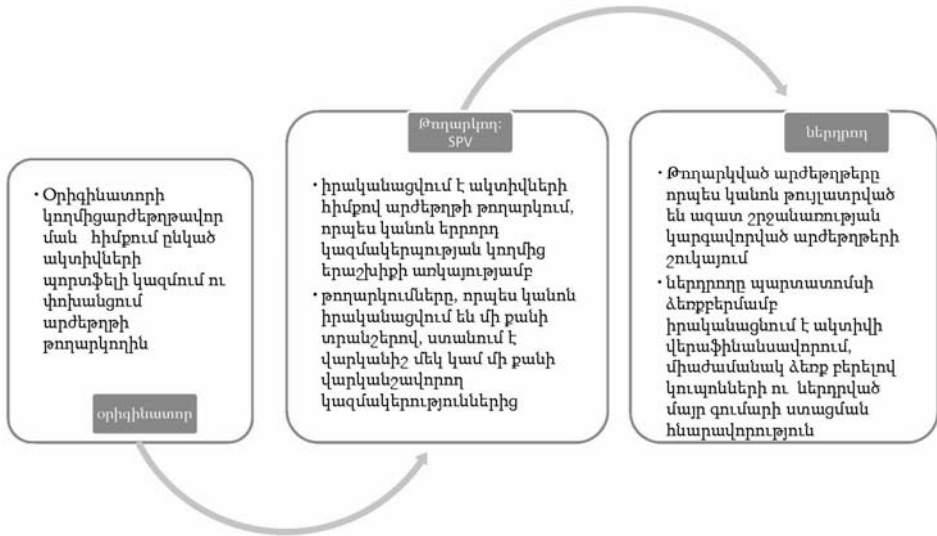 • Օրիգինատորի
կողմիցարժեթղթավոր
ման հիմքում ընկած
ակտիվների
պորտֆելի կազմում ու
փոխանցում
արժեթղթի
թողարկողին
օրիգինատոր
Թողարկող:
SPV
• իրականացվում է ակտիվների
հիմքով արժեթղթի թողարկում,
որպես կանոն երրորդ
կազմակերպության կողմից
երաշխիքի առկայությամբ
• թողարկումները, որպես կանոն
իրականացվում են մի քանի
տրանշերով, ստանում է
վարկանիշ մեկ կամ մի քանի
վարկանշավորող
կազմակերություններից
ներդրող
• Թողարկված արժեթղթերը
որպես կանոն թույլատրված
են ազատ շրջանառության
կարգավորված արժեթղթերի
շուկայում
• ներդրողը պարտատոմսի
ձեռքբերմամբ
իրականացնում է ակտիվի
վերաֆինանսավորում,
միաժամանակ ձեռք բերելով
կուպոնների ու ներդրված
մայր գումարի ստացման
հնարավորություն